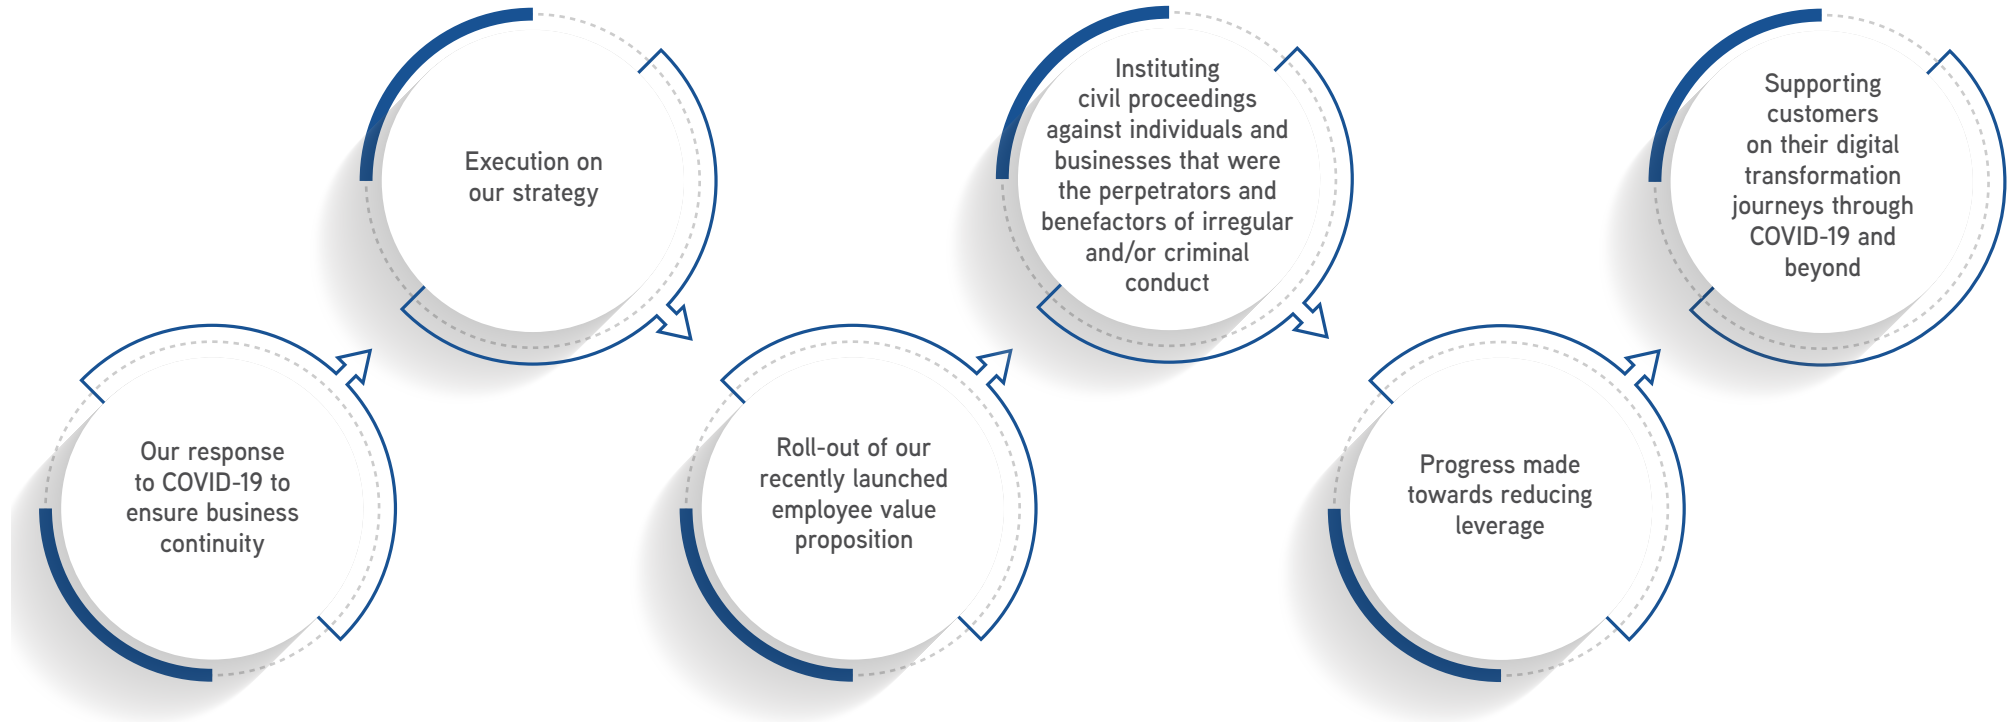 Our response
to COVID-19 to
ensure business
continuity
Execution on
our strategy
Roll-out of our
recently launched
employee value
proposition
Instituting
civil proceedings
against individuals and
businesses that were
the perpetrators and
benefactors of irregular
and/or criminal
conduct
Progress made
towards reducing
leverage
Supporting
customers
on their digital
transformation
journeys through
COVID-19 and
beyond